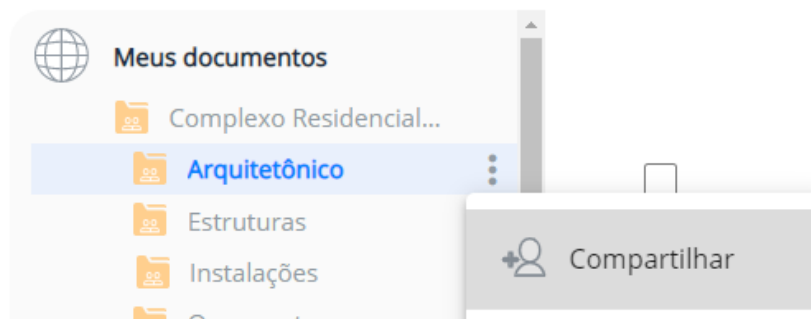 Meus documentos
Complexo Residencial...
Arquitetônico
Estruturas
Instalações
Compartilhar